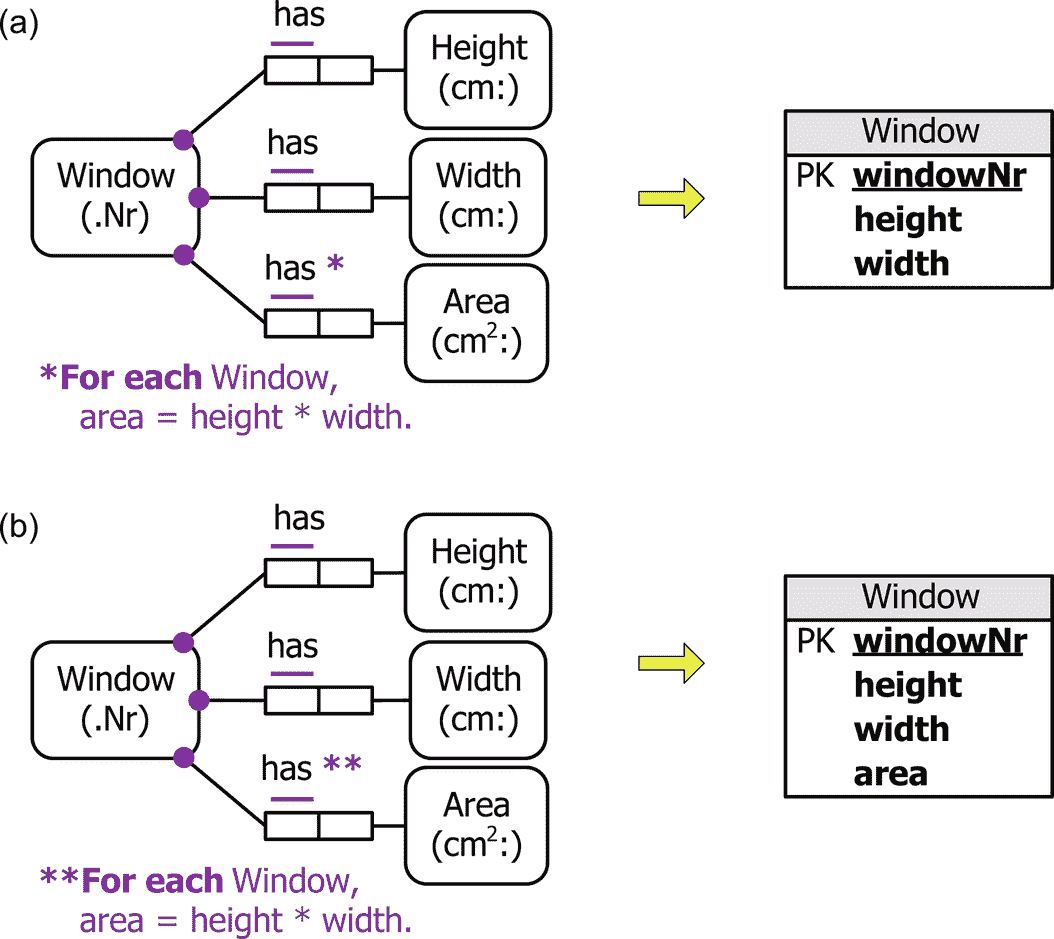 (a)
has
Height
(cm:)
Window
(.Nr)
has
Width
(cm:)
has *
Area
(cm²:)
*For each Window,
area = height * width.
Window
PK windowNr
height
width
(b)
has
Height
(cm:)
Window
(.Nr)
has
Width
(cm:)
has **
Area
(cm²:)
**For each Window,
area = height * width.
Window
PK windowNr
height
width
area